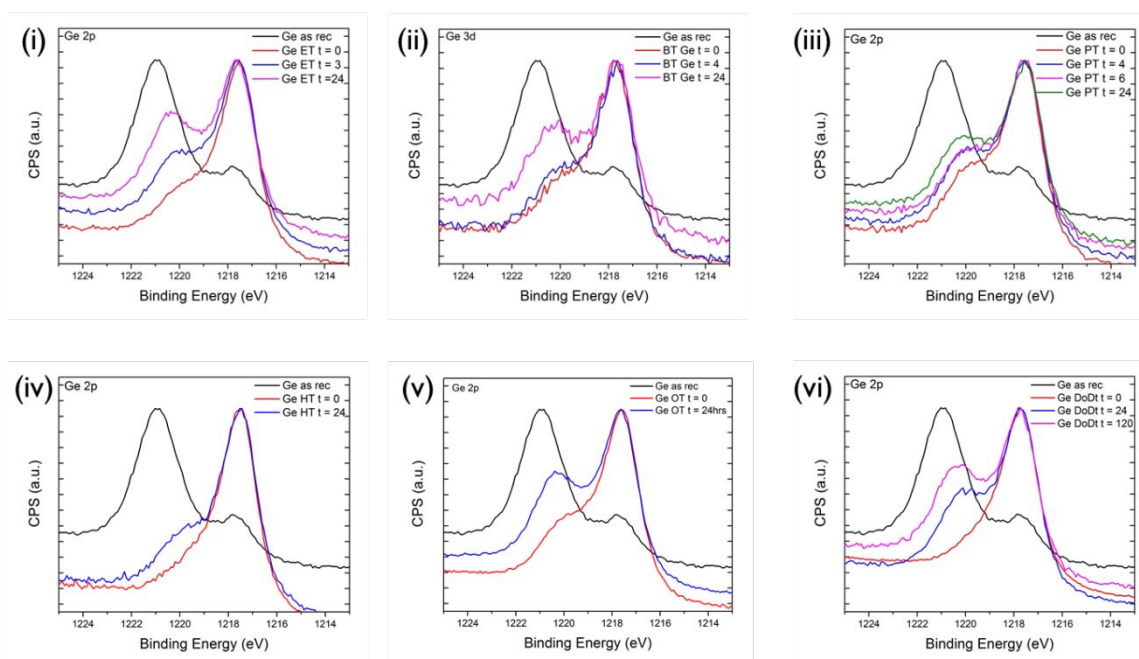 (i)
Ge 2p
Ge as rec
Ge ET t = 0
Ge ET t = 3
Ge ET t = 24
CPS (a.u.)
1224 1222 1220 1218 1216 1214
Binding Energy (eV)
(ii)
Ge 3d
Ge as rec
BT Ge t = 0
BT Ge t = 4
BT Ge t = 24
CPS (a.u.)
1224 1222 1220 1218 1216 1214
Binding Energy (eV)
(iii)
Ge 2p
Ge as rec
Ge PT t = 0
Ge PT t = 4
Ge PT t = 6
Ge PT t = 24
CPS (a.u.)
1224 1222 1220 1218 1216 1214
Binding Energy (eV)
(iv)
Ge 2p
Ge as rec
Ge HT t = 0
Ge HT t = 24
CPS (a.u.)
1224 1222 1220 1218 1216 1214
Binding Energy (eV)
(v)
Ge 2p
Ge as rec
Ge OT t = 0
Ge OT t = 24hrs
CPS (a.u.)
1224 1222 1220 1218 1216 1214
Binding Energy (eV)
(vi)
Ge 2p
Ge as rec
Ge DoDt t = 0
Ge DoDt t = 24
Ge DoDt t = 120
CPS (a.u.)
1224 1222 1220 1218 1216 1214
Binding Energy (eV)